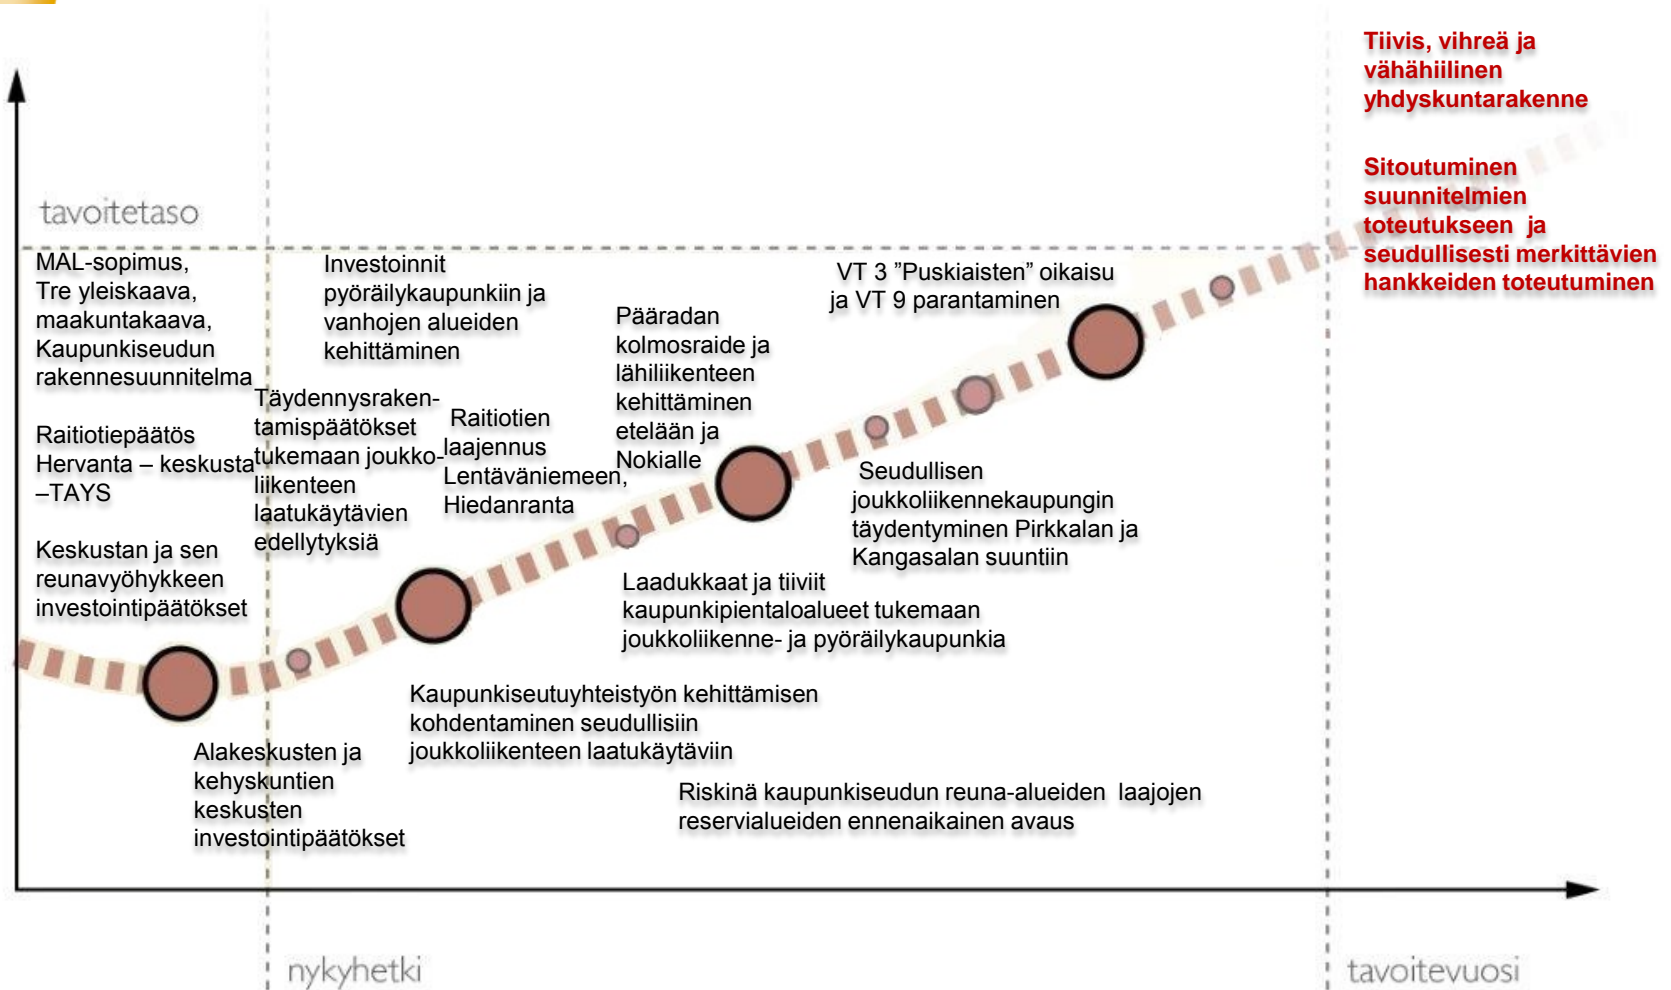 Tiivis, vihreä ja
vähähiilinen
yhdyskuntarakenne
Sitoutuminen
suunnitelmien
toteutukseen ja
seudullisesti merkittävien
hankkeiden toteutuminen
tavoitetaso
MAL-sopimus,
Tre yleiskaava,
maakuntakaava,
Kaupunkiseudun
rakennesuunnitelma
Raitiotiepäätös
Hervanta – keskusta
–TAYS
Keskustan ja sen
reunavyöhykkeen
investointipäätökset
Investoinnit
pyöräilykaupunkiin ja
vanhojen alueiden
kehittäminen
Täydennysraken-
tamispäätökset
tukemaan joukko-
liikenteen
laatukäytävien
edellytyksiä
Raitiotien
laajennus
Lentäväniemeen,
Hiedanranta
Pääradan
kolmosraide ja
lähiliikenteen
kehittäminen
etelään ja
Nokialle
VT 3 ”Puskiaisten” oikaisu
ja VT 9 parantaminen
Seudullisen
joukkoliikennekaupungin
täydentyminen Pirkkalan ja
Kangasalan suuntiin
Laadukkaat ja tiiviit
kaupunkipientaloalueet tukemaan
joukkoliikenne- ja pyöräilykaupunkia
Kaupunkiseutuyhteistyön kehittämisen
kohdentaminen seudullisiin
joukkoliikenteen laatukäytäviin
Alakeskusten ja
kehyskuntien
keskusten
investointipäätökset
Riskinä kaupunkiseudun reuna-alueiden laajojen
reservialueiden ennenaikainen avaus
nykyhetki
tavoitevuosi